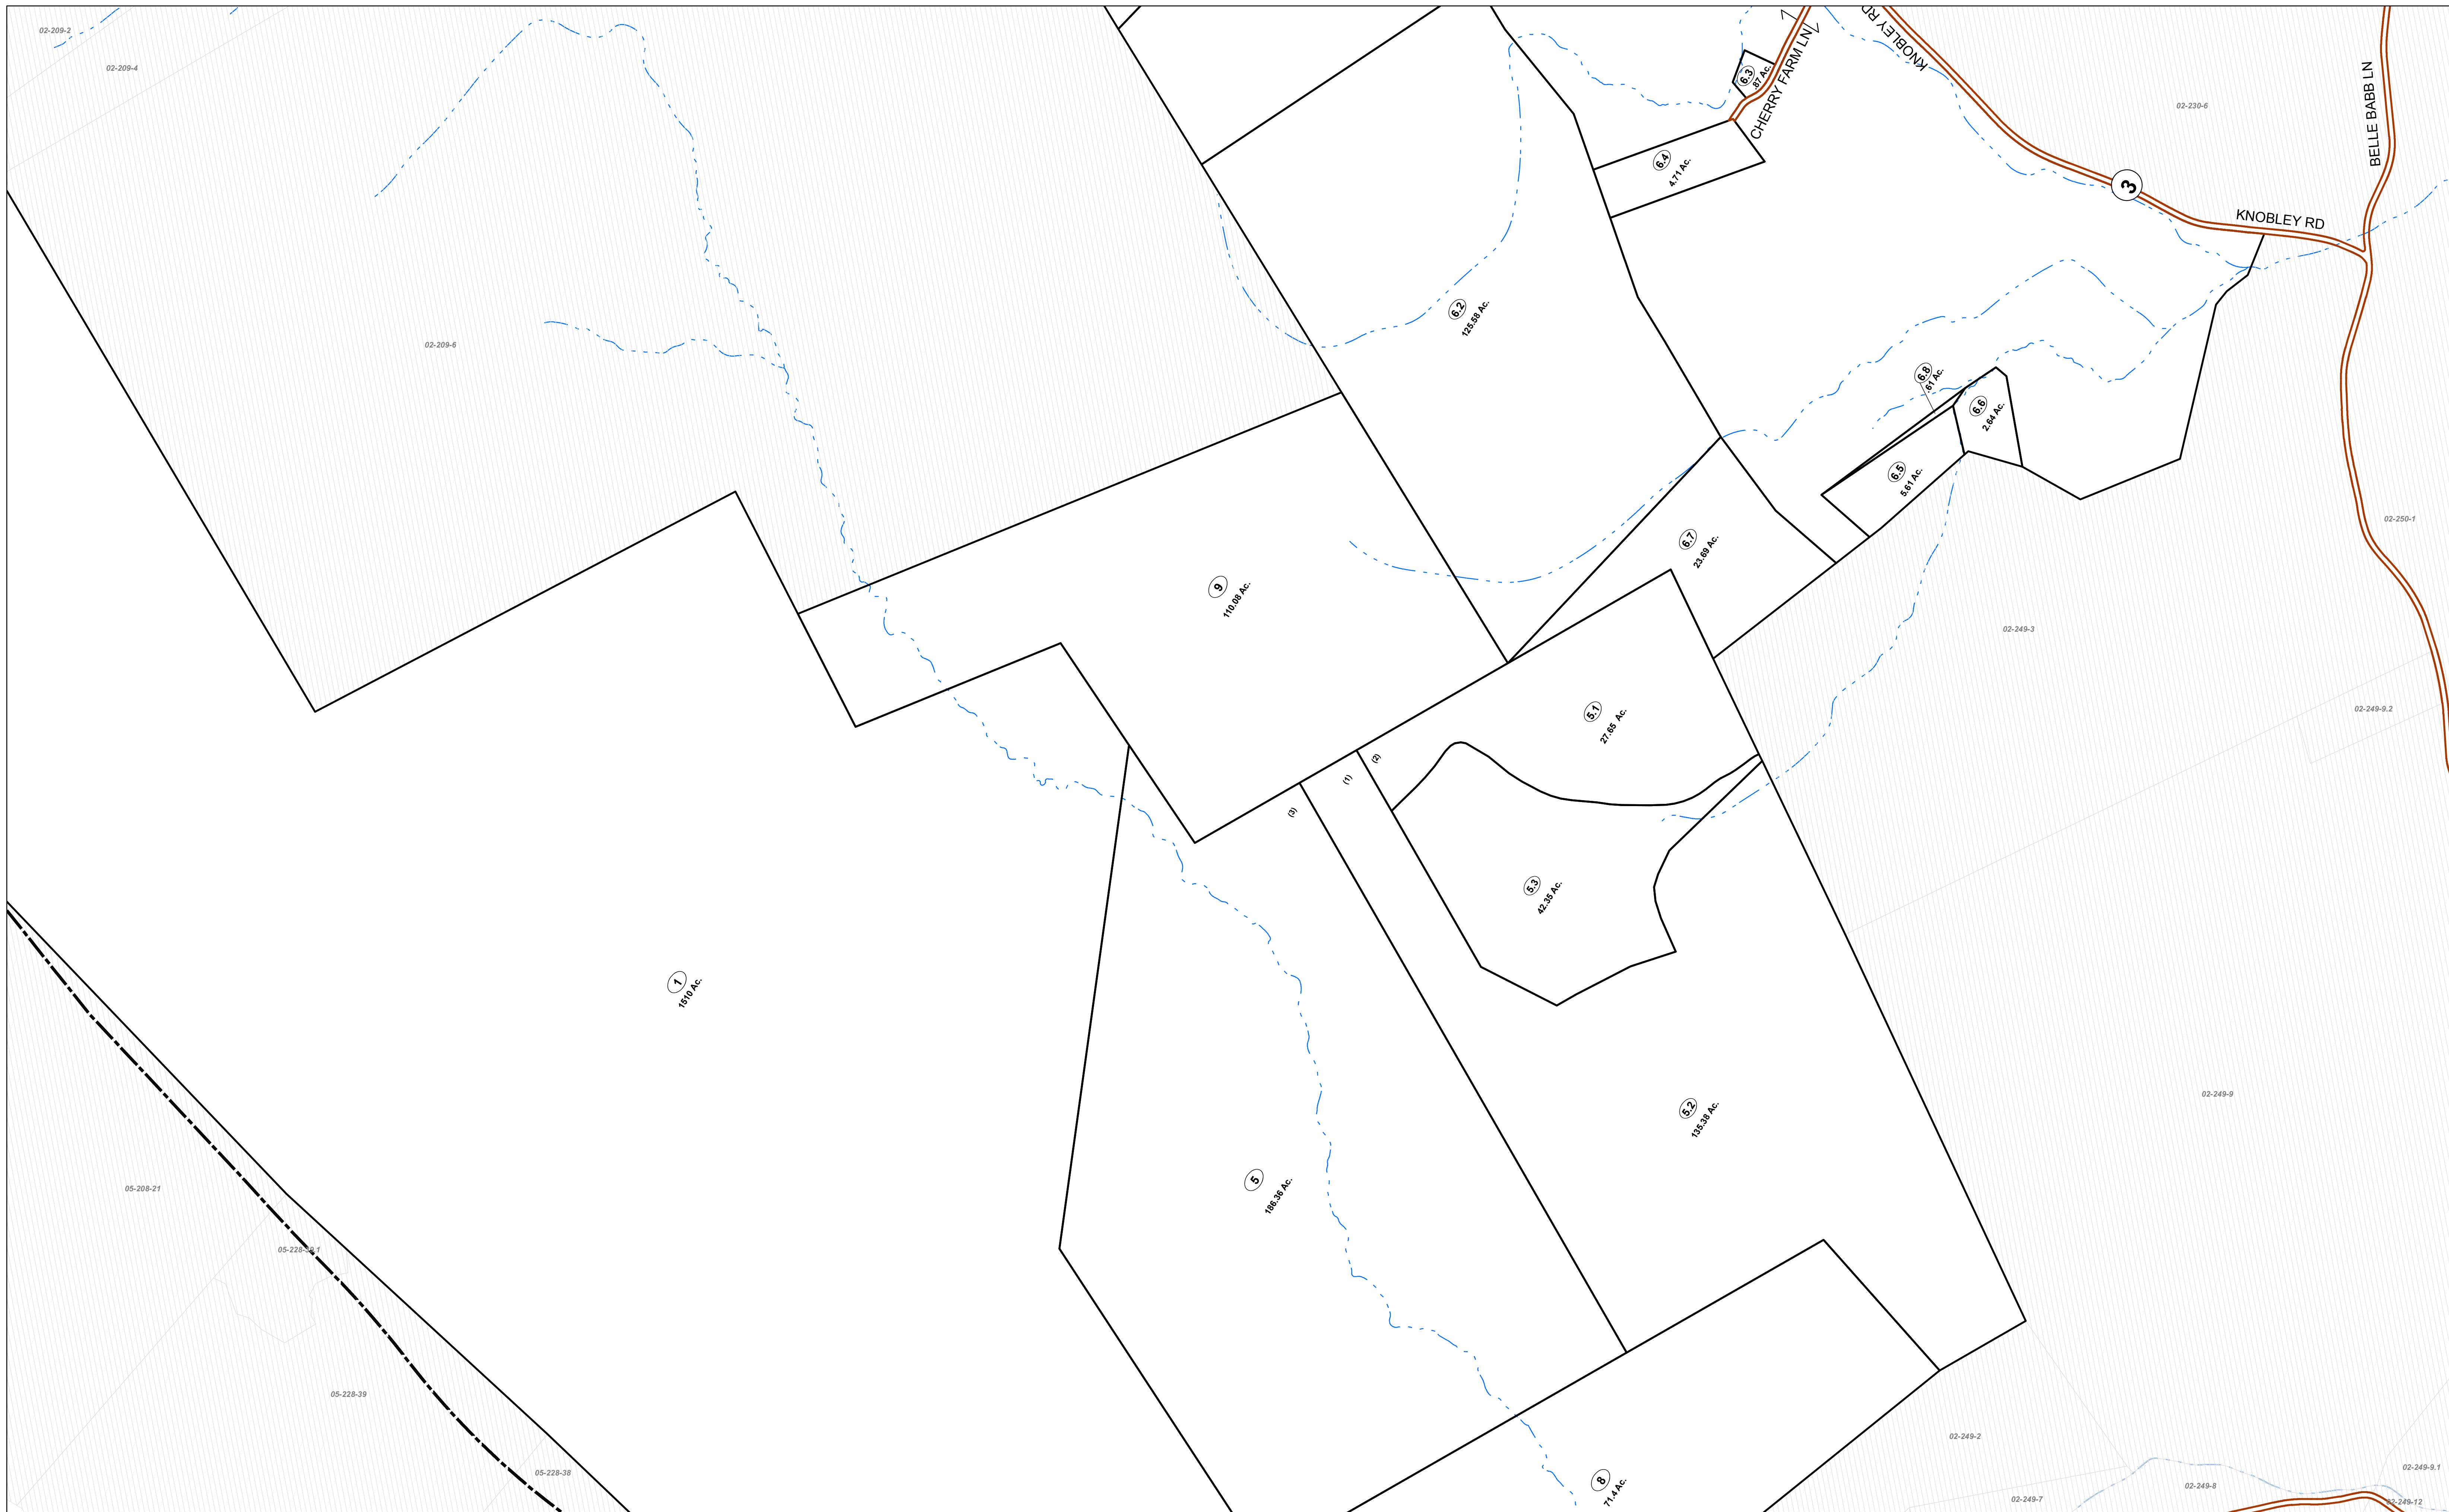 02-209-2
02-209-4
KNOBLEY RD
CHERRY FARM LN
6.3
.87 Ac.
BELLE BABB LN
02-230-6
6.4
4.71 Ac.
3
KNOBLEY RD
6.2
125.58 Ac.
02-209-6
6.8
.61 Ac.
6.6
2.64 Ac.
6.5
5.61 Ac.
02-250-1
6.7
23.69 Ac.
9
110.08 Ac.
02-249-3
5.1
27.65 Ac.
02-249-9.2
(2)
(1)
(3)
5.3
42.35 Ac.
1
1510 Ac.
02-249-9
5.2
135.38 Ac.
5
186.36 Ac.
05-208-21
05-228-39
02-249-2
02-249-9.1
05-228-38
8
71.4 Ac.
02-249-8
02-249-7
02-249-12